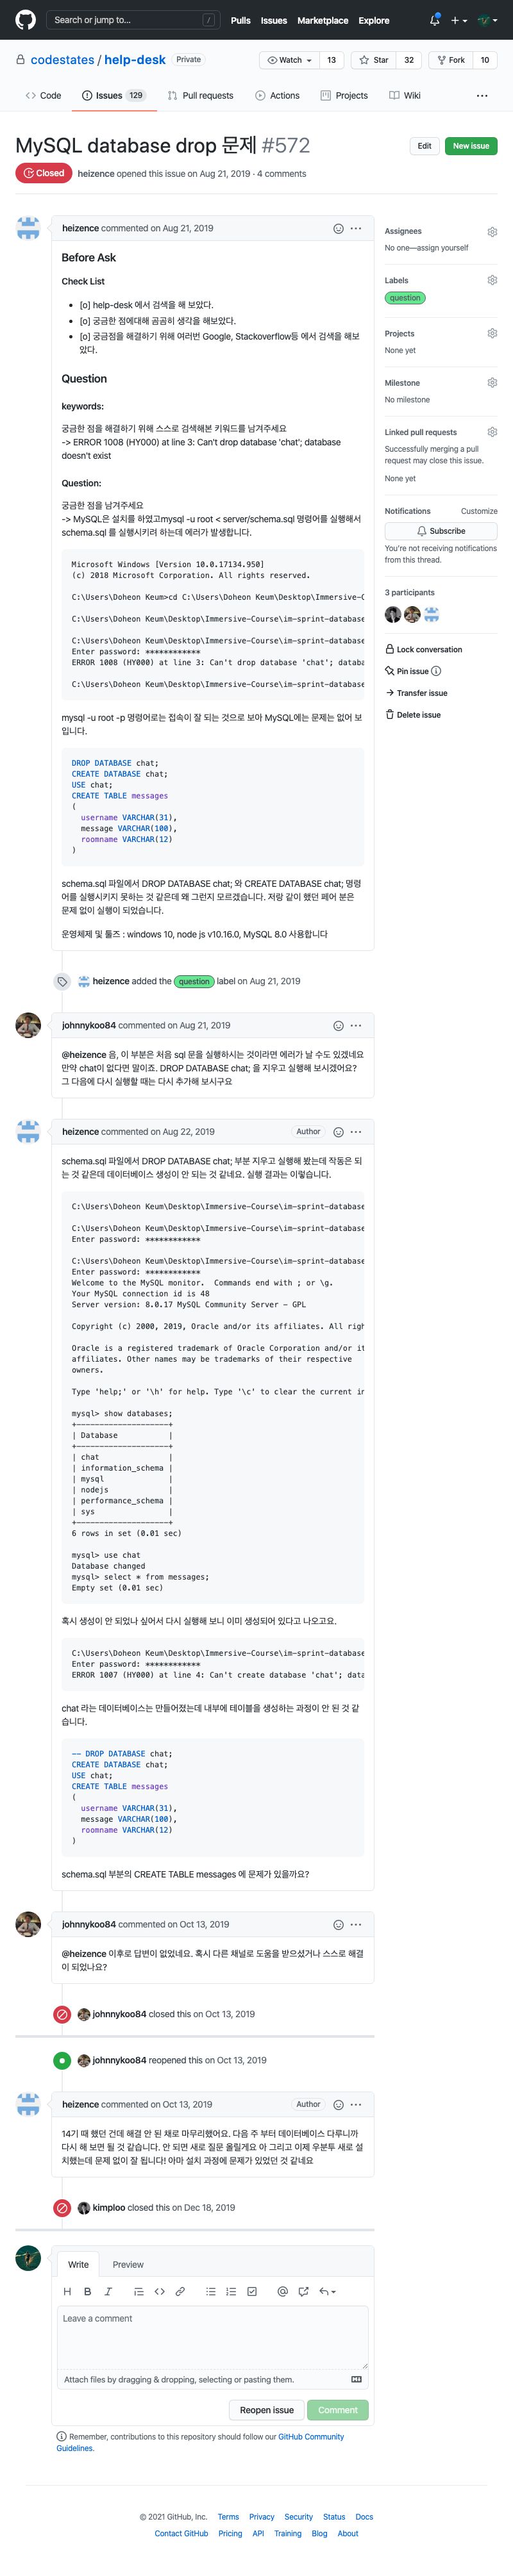 Search or jump to...
/
Pulls Issues Marketplace Explore
codestates / help-desk Private
Watch 13 Star 32 Fork 10
Code Issues 129 Pull requests Actions Projects Wiki
MySQL database drop 문제 #572
Edit New issue
Closed heizence opened this issue on Aug 21, 2019 · 4 comments
heizence commented on Aug 21, 2019
Before Ask
Check List
[o] help-desk 에서 검색을 해 보았다.
[o] 궁금한 점에대해 곰곰히 생각을 해보았다.
[o] 궁금점을 해결하기 위해 여러번 Google, Stackoverflow등 에서 검색을 해보
았다.
Question
keywords:
궁금한 점을 해결하기 위해 스스로 검색해본 키워드를 남겨주세요
-> ERROR 1008 (HY000) at line 3: Can't drop database 'chat'; database
doesn't exist
Question:
궁금한 점을 남겨주세요
-> MySQL은 설치를 하였고mysql -u root < server/schema.sql 명령어를 실행해서
schema.sql 를 실행시키려 하는데 에러가 발생합니다.
Microsoft Windows [Version 10.0.17134.950]
(c) 2018 Microsoft Corporation. All rights reserved.
C:\Users\Doheon Keum>cd C:\Users\Doheon Keum\Desktop\Immersive-C
C:\Users\Doheon Keum\Desktop\Immersive-Course\im-sprint-database
C:\Users\Doheon Keum\Desktop\Immersive-Course\im-sprint-database
Enter password: ************
ERROR 1008 (HY000) at line 3: Can't drop database 'chat'; databa
C:\Users\Doheon Keum\Desktop\Immersive-Course\im-sprint-database
mysql -u root -p 명령어로는 접속이 잘 되는 것으로 보아 MySQL에는 문제는 없어 보
입니다.
DROP DATABASE chat;
CREATE DATABASE chat;
USE chat;
CREATE TABLE messages
(
username VARCHAR(31),
message VARCHAR(100),
roomname VARCHAR(12)
)
schema.sql 파일에서 DROP DATABASE chat; 와 CREATE DATABASE chat; 명령
어를 실행시키지 못하는 것 같은데 왜 그런지 모르겠습니다. 저랑 같이 했던 페어 분은
문제 없이 실행이 되었습니다.
운영체제 및 툴즈 : windows 10, node js v10.16.0, MySQL 8.0 사용합니다
heizence added the question label on Aug 21, 2019
johnnykoo84 commented on Aug 21, 2019
@heizence 음, 이 부분은 처음 sql 문을 실행하시는 것이라면 에러가 날 수도 있겠네요
만약 chat이 없다면 말이죠. DROP DATABASE chat; 을 지우고 실행해 보시겠어요?
그 다음에 다시 실행할 때는 다시 추가해 보시구요
heizence commented on Aug 22, 2019 Author
schema.sql 파일에서 DROP DATABASE chat; 부분 지우고 실행해 봤는데 작동은 되
는 것 같은데 데이터베이스 생성이 안 되는 것 같네요. 실행 결과는 이렇습니다.
C:\Users\Doheon Keum\Desktop\Immersive-Course\im-sprint-database
C:\Users\Doheon Keum\Desktop\Immersive-Course\im-sprint-database
Enter password: ************
C:\Users\Doheon Keum\Desktop\Immersive-Course\im-sprint-database
Enter password: ************
Welcome to the MySQL monitor. Commands end with ; or \g.
Your MySQL connection id is 48
Server version: 8.0.17 MySQL Community Server - GPL
Copyright (c) 2000, 2019, Oracle and/or its affiliates. All righ
Oracle is a registered trademark of Oracle Corporation and/or it
affiliates. Other names may be trademarks of their respective
owners.
Type 'help;' or '\h' for help. Type '\c' to clear the current in
mysql> show databases;
+--------------------+
| Database |
+--------------------+
| chat |
| information_schema |
| mysql |
| nodejs |
| performance_schema |
| sys |
+--------------------+
6 rows in set (0.01 sec)
mysql> use chat
Database changed
mysql> select * from messages;
Empty set (0.01 sec)
혹시 생성이 안 되었나 싶어서 다시 실행해 보니 이미 생성되어 있다고 나오고요.
C:\Users\Doheon Keum\Desktop\Immersive-Course\im-sprint-database
Enter password: ************
ERROR 1007 (HY000) at line 4: Can't create database 'chat'; data
chat 라는 데이터베이스는 만들어졌는데 내부에 테이블을 생성하는 과정이 안 된 것 같
습니다.
-- DROP DATABASE chat;
CREATE DATABASE chat;
USE chat;
CREATE TABLE messages
(
username VARCHAR(31),
message VARCHAR(100),
roomname VARCHAR(12)
)
schema.sql 부분의 CREATE TABLE messages 에 문제가 있을까요?
johnnykoo84 commented on Oct 13, 2019
@heizence 이후로 답변이 없었네요. 혹시 다른 채널로 도움을 받으셨거나 스스로 해결
이 되었나요?
johnnykoo84 closed this on Oct 13, 2019
johnnykoo84 reopened this on Oct 13, 2019
heizence commented on Oct 13, 2019 Author
14기 때 했던 건데 해결 안 된 채로 마무리했어요. 다음 주 부터 데이터베이스 다루니까
다시 해 보면 될 것 같습니다. 안 되면 새로 질문 올릴게요 아 그리고 이제 우분투 새로 설
치했는데 문제 없이 잘 됩니다! 아마 설치 과정에 문제가 있었던 것 같네요
kimploo closed this on Dec 18, 2019
Write Preview
Leave a comment
Attach files by dragging & dropping, selecting or pasting them.
Reopen issue Comment
Remember, contributions to this repository should follow our GitHub Community
Guidelines.
Assignees
No one—assign yourself
Labels
question
Projects
None yet
Milestone
No milestone
Linked pull requests
Successfully merging a pull
request may close this issue.
None yet
Notifications Customize
Subscribe
You're not receiving notifications
from this thread.
3 participants
Lock conversation
Pin issue
Transfer issue
Delete issue
© 2021 GitHub, Inc. Terms Privacy Security Status Docs
Contact GitHub Pricing API Training Blog About